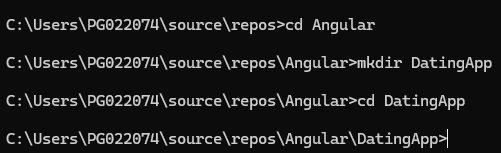 C:\Users\PG022074\source\repos>cd Angular
C:\Users\PG022074\source\repos\Angular>mkdir DatingApp
C:\Users\PG022074\source\repos\Angular>cd DatingApp
C:\Users\PG022074\source\repos\Angular\DatingApp>